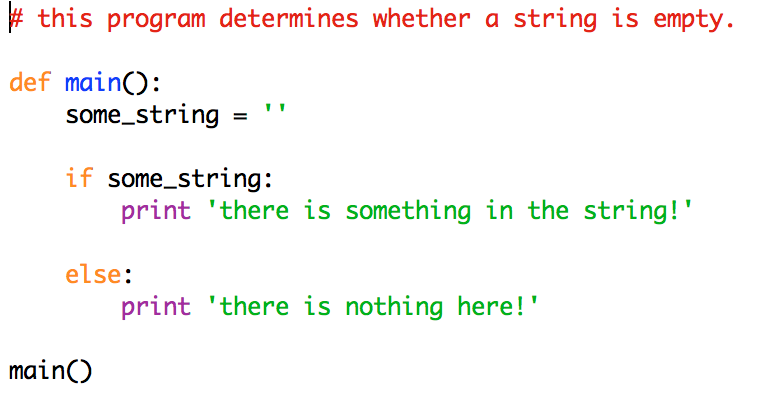 # this program determines whether a string is empty.
def main():
    some_string = ''
    if some_string:
        print 'there is something in the string!'
    else:
        print 'there is nothing here!'
main()